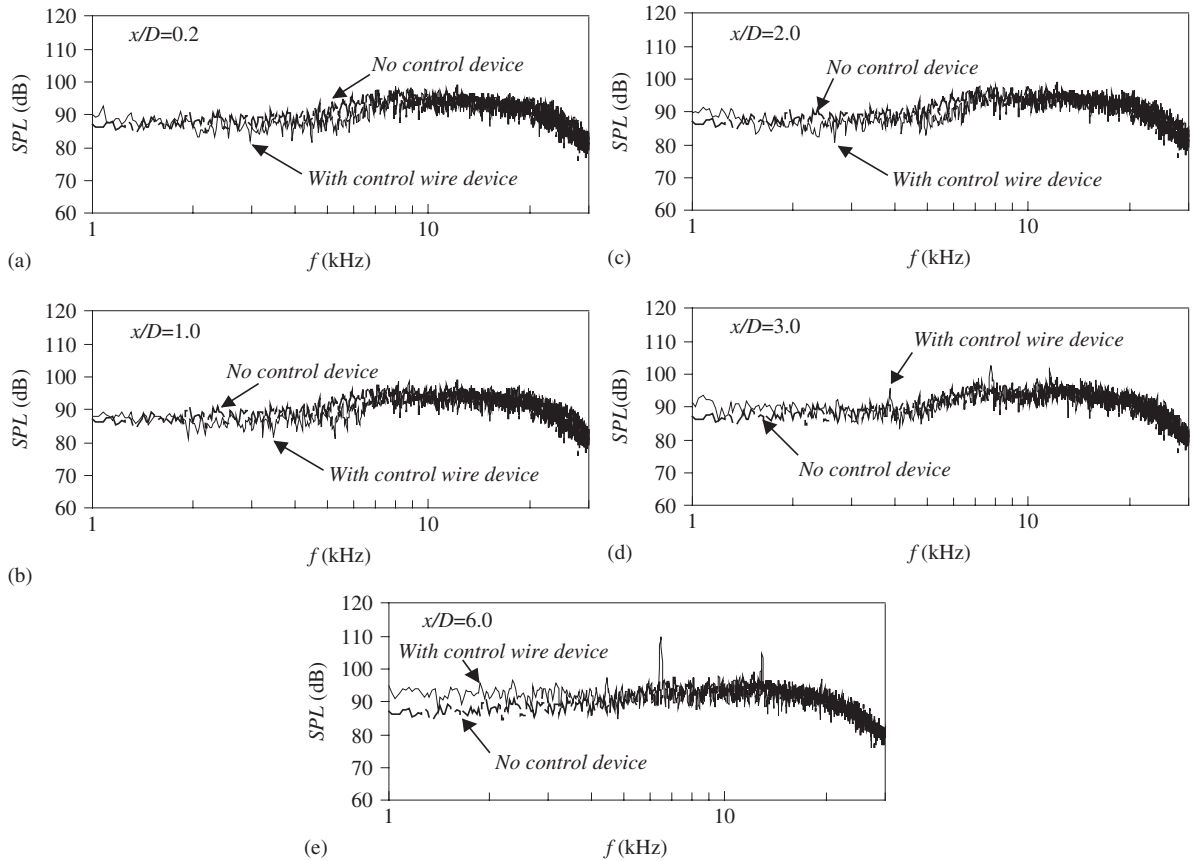 120
110
100
90
80
70
60
SPL (dB)
x/D=0.2
No control device
With control wire device
1
10
(a)
f (kHz)
120
110
100
90
80
70
60
SPL (dB)
x/D=1.0
No control device
With control wire device
1
10
f (kHz)
(b)
120
110
100
90
80
70
60
SPL (dB)
x/D=2.0
No control device
With control wire device
1
10
(c)
f (kHz)
120
110
100
90
80
70
60
SPL(dB)
x/D=3.0
With control wire device
No control device
1
10
(d)
f (kHz)
120
110
100
90
80
70
60
SPL (dB)
x/D=6.0
With control wire device
No control device
1
10
(e)
f (kHz)